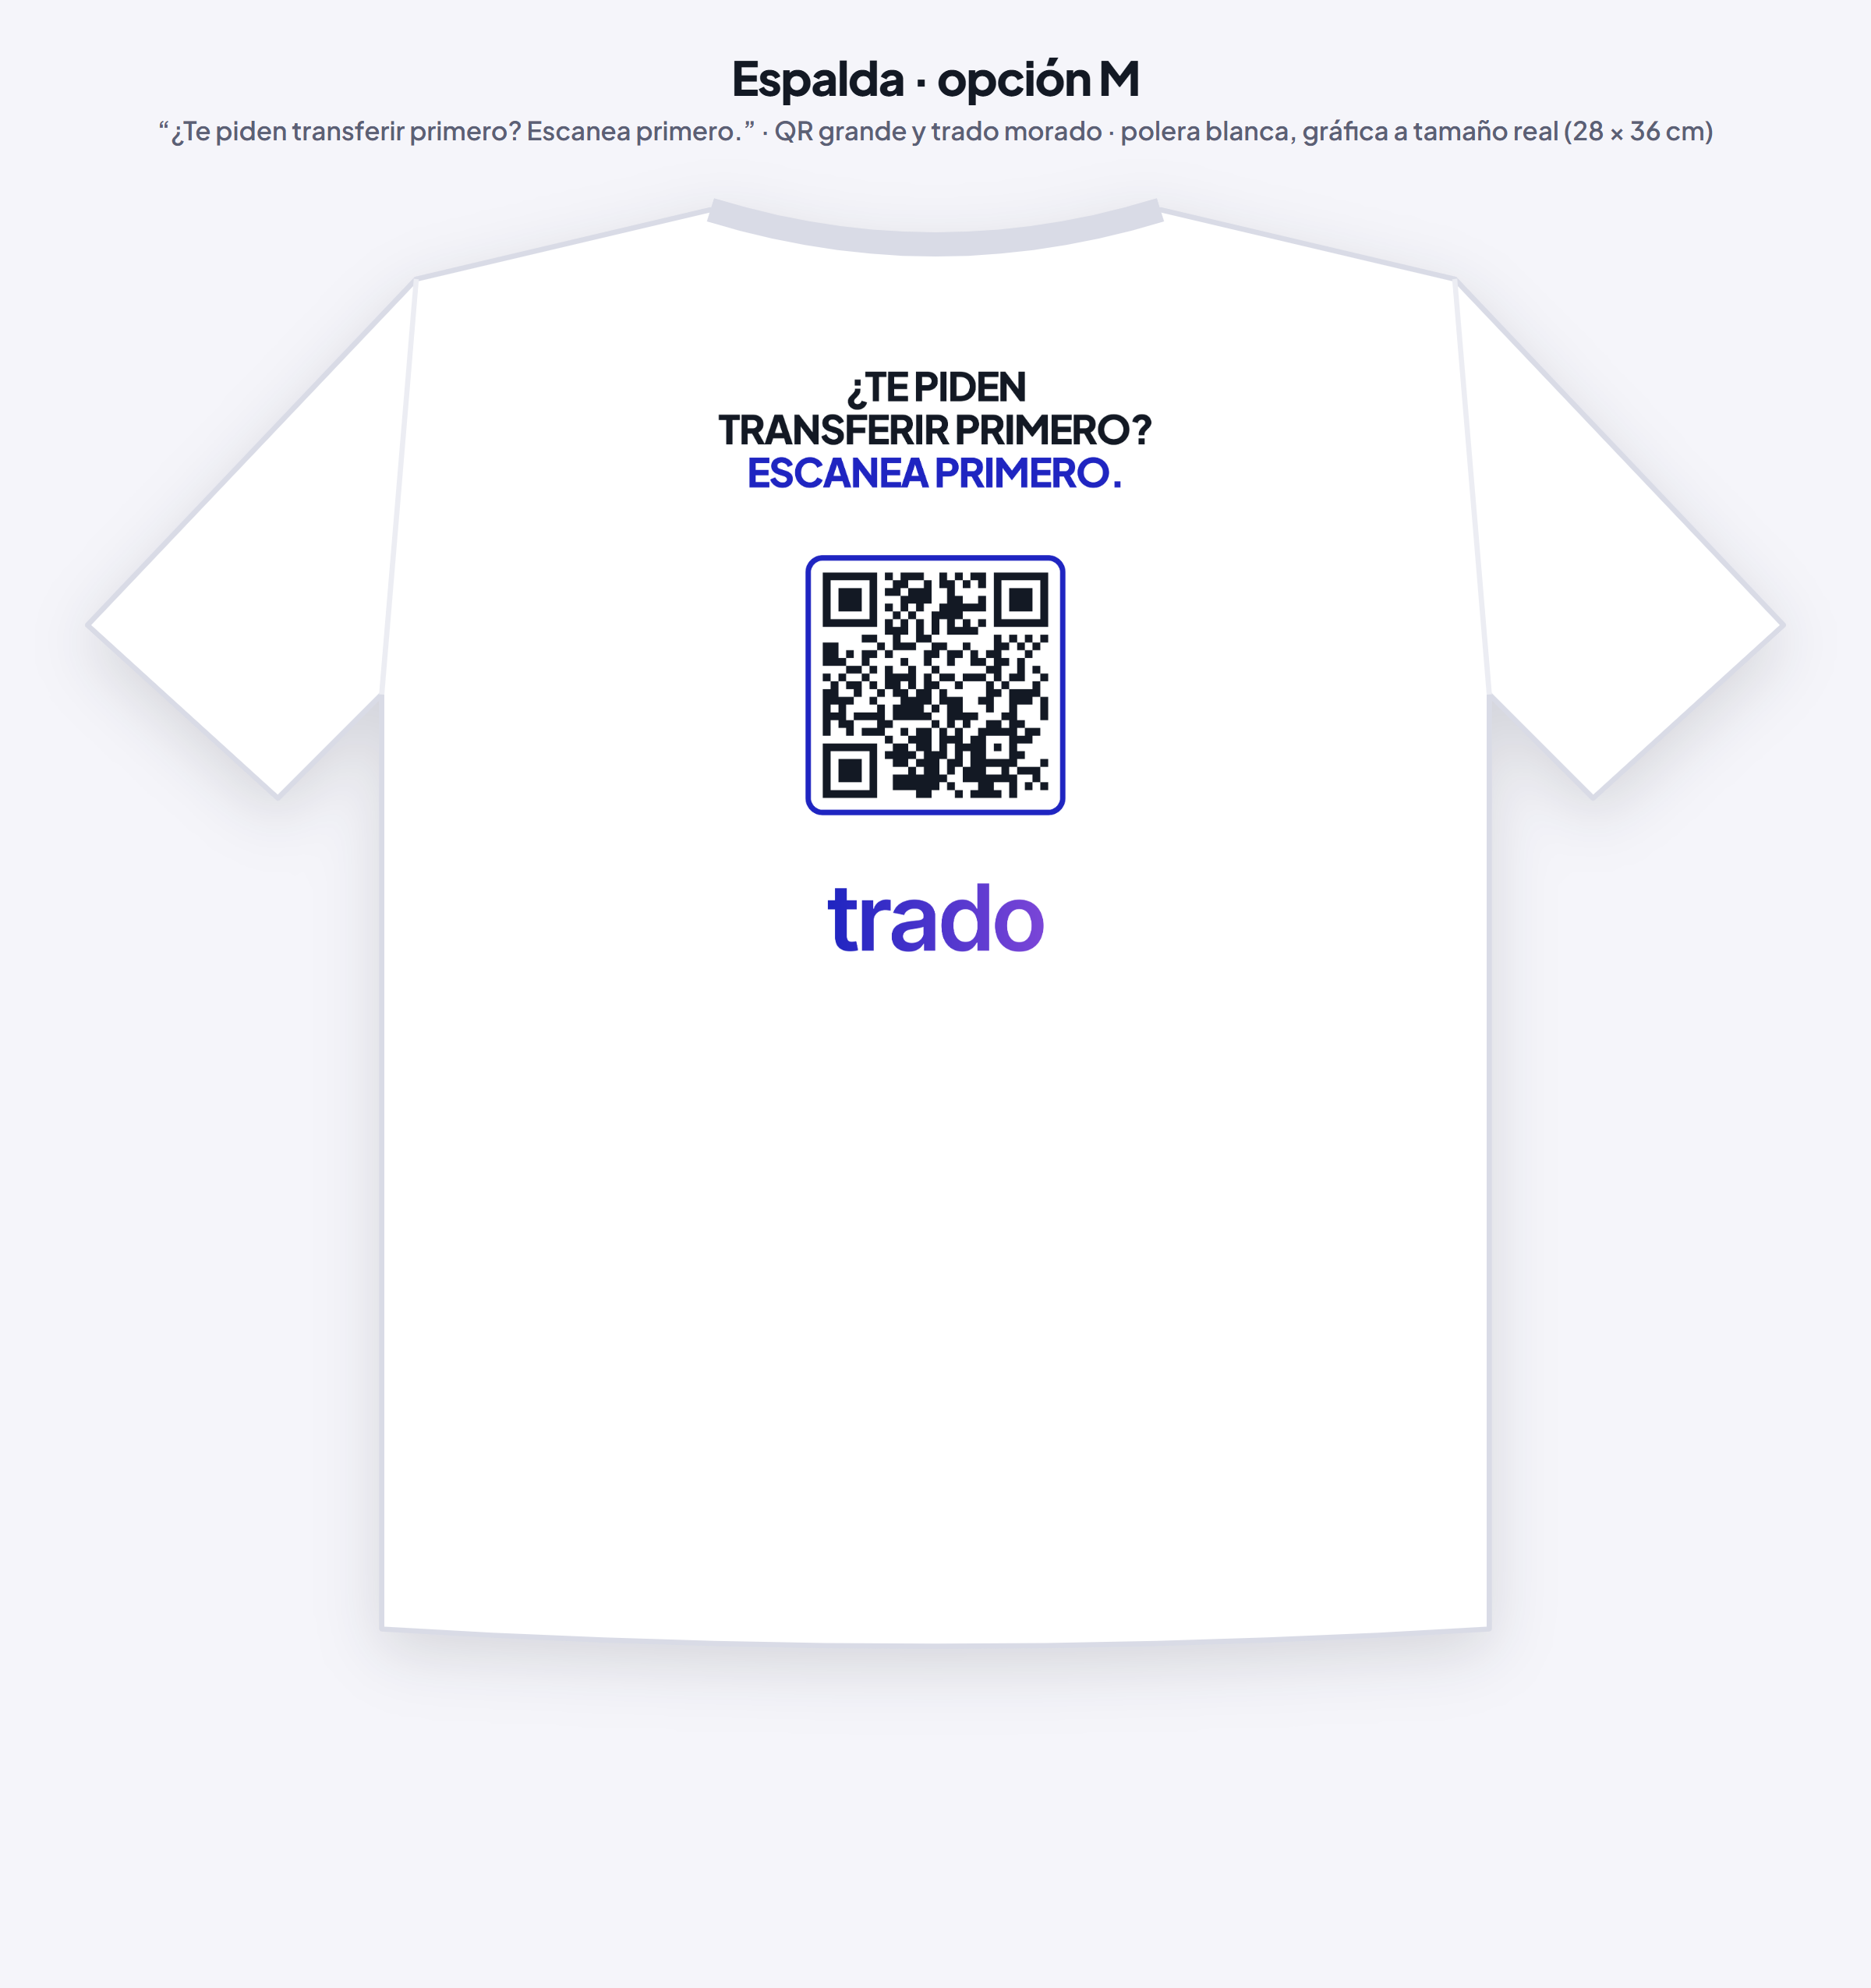 Espalda · opción M
“¿Te piden transferir primero? Escanea primero.” · QR grande y trado morado · polera blanca, gráfica a tamaño real (28 × 36 cm)
¿TE PIDEN
TRANSFERIR PRIMERO?
ESCANEA PRIMERO.
trado